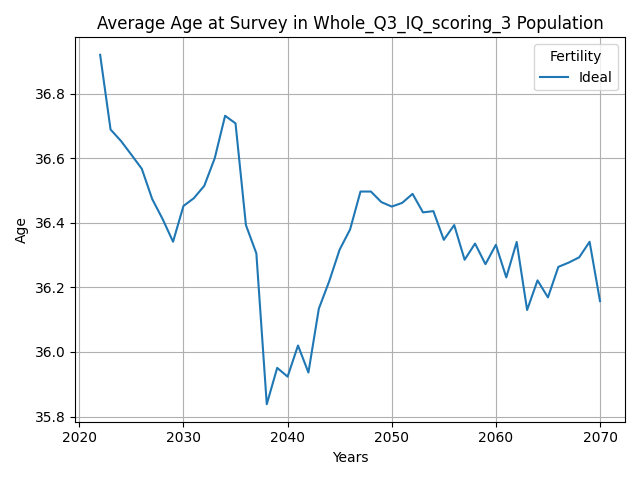 Average Age at Survey in Whole_Q3_IQ_scoring_3 Population
Fertility
Ideal
Age
36.8
36.6
36.4
36.2
36.0
35.8
2020 2030 2040 2050 2060 2070
Years